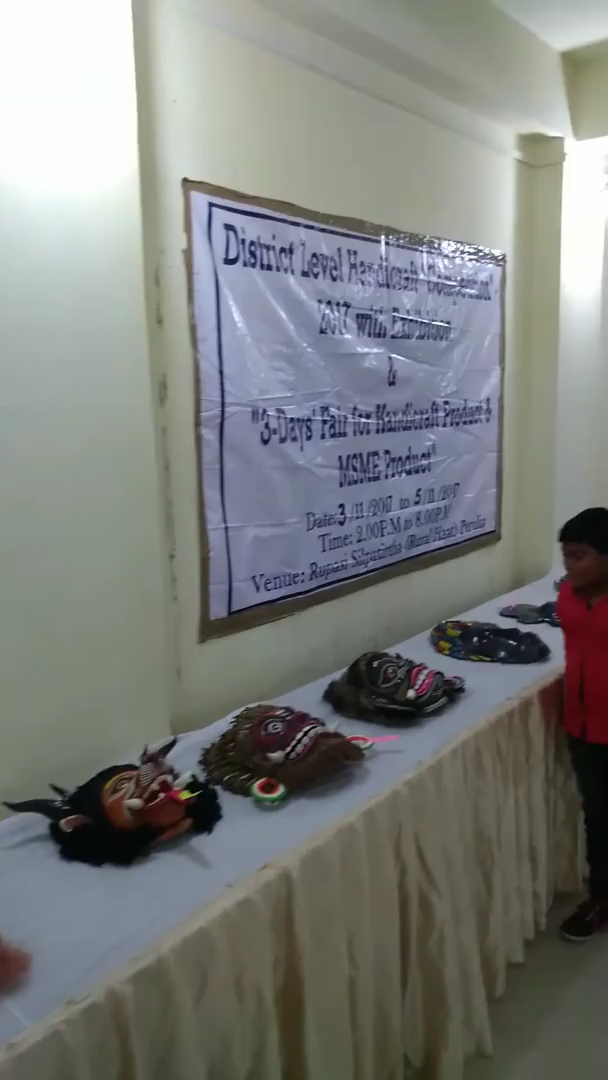 District Level Handicraft 'Competition'-
2017 with Exhibition
&
"3-Days' Fair for Handicraft Product &
MSME Product"
Date: 3/11/2017 to 5/11/2017
Time: 2.00P.M to 8.00P.M
Venue: Rupasi Silpatirtha (Rural Haat) Purulia